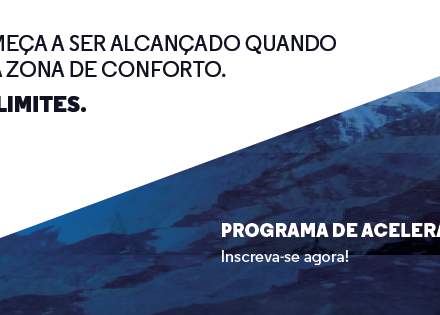 MEÇA A SER ALCANÇADO QUANDO
A ZONA DE CONFORTO.
LIMITES.
PROGRAMA DE ACELERA
Inscreva-se agora!